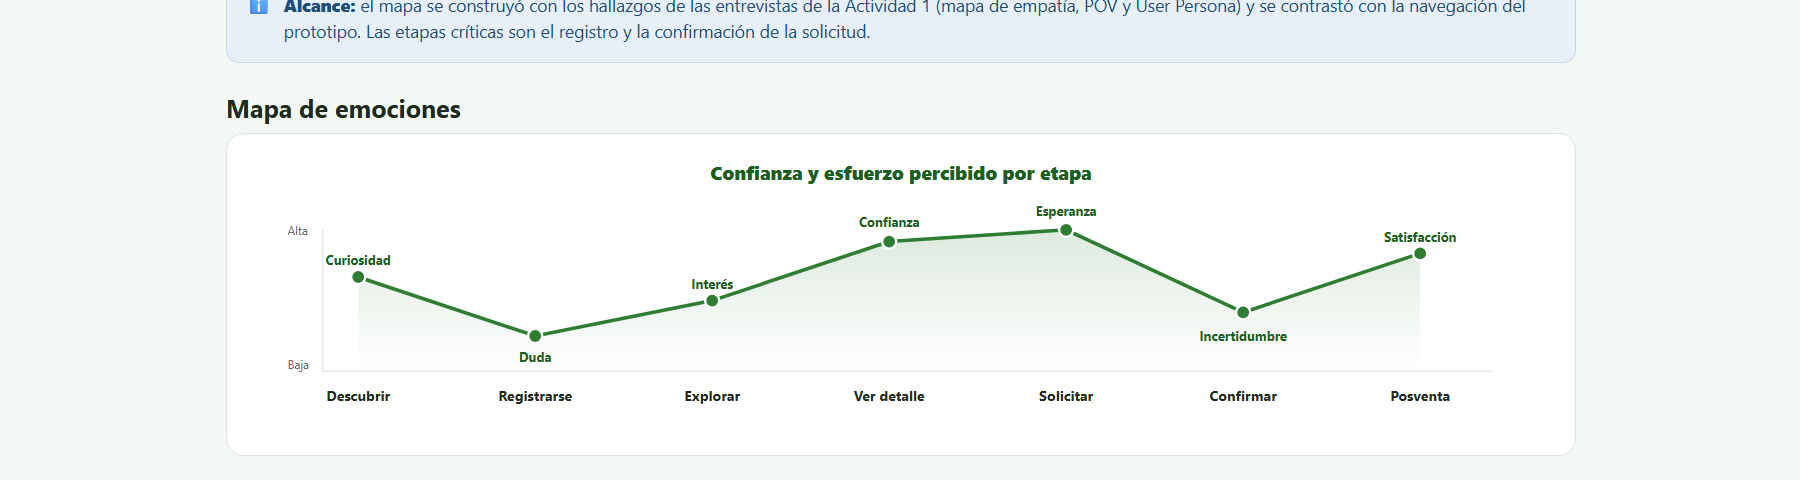 Alcance: el mapa se construyó con los hallazgos de las entrevistas de la Actividad 1 (mapa de empatía, POV y User Persona) y se contrastó con la navegación del
prototipo. Las etapas críticas son el registro y la confirmación de la solicitud.
Mapa de emociones
Confianza y esfuerzo percibido por etapa
Alta
Baja
Curiosidad
Duda
Interés
Confianza
Esperanza
Incertidumbre
Satisfacción
Descubrir
Registrarse
Explorar
Ver detalle
Solicitar
Confirmar
Posventa